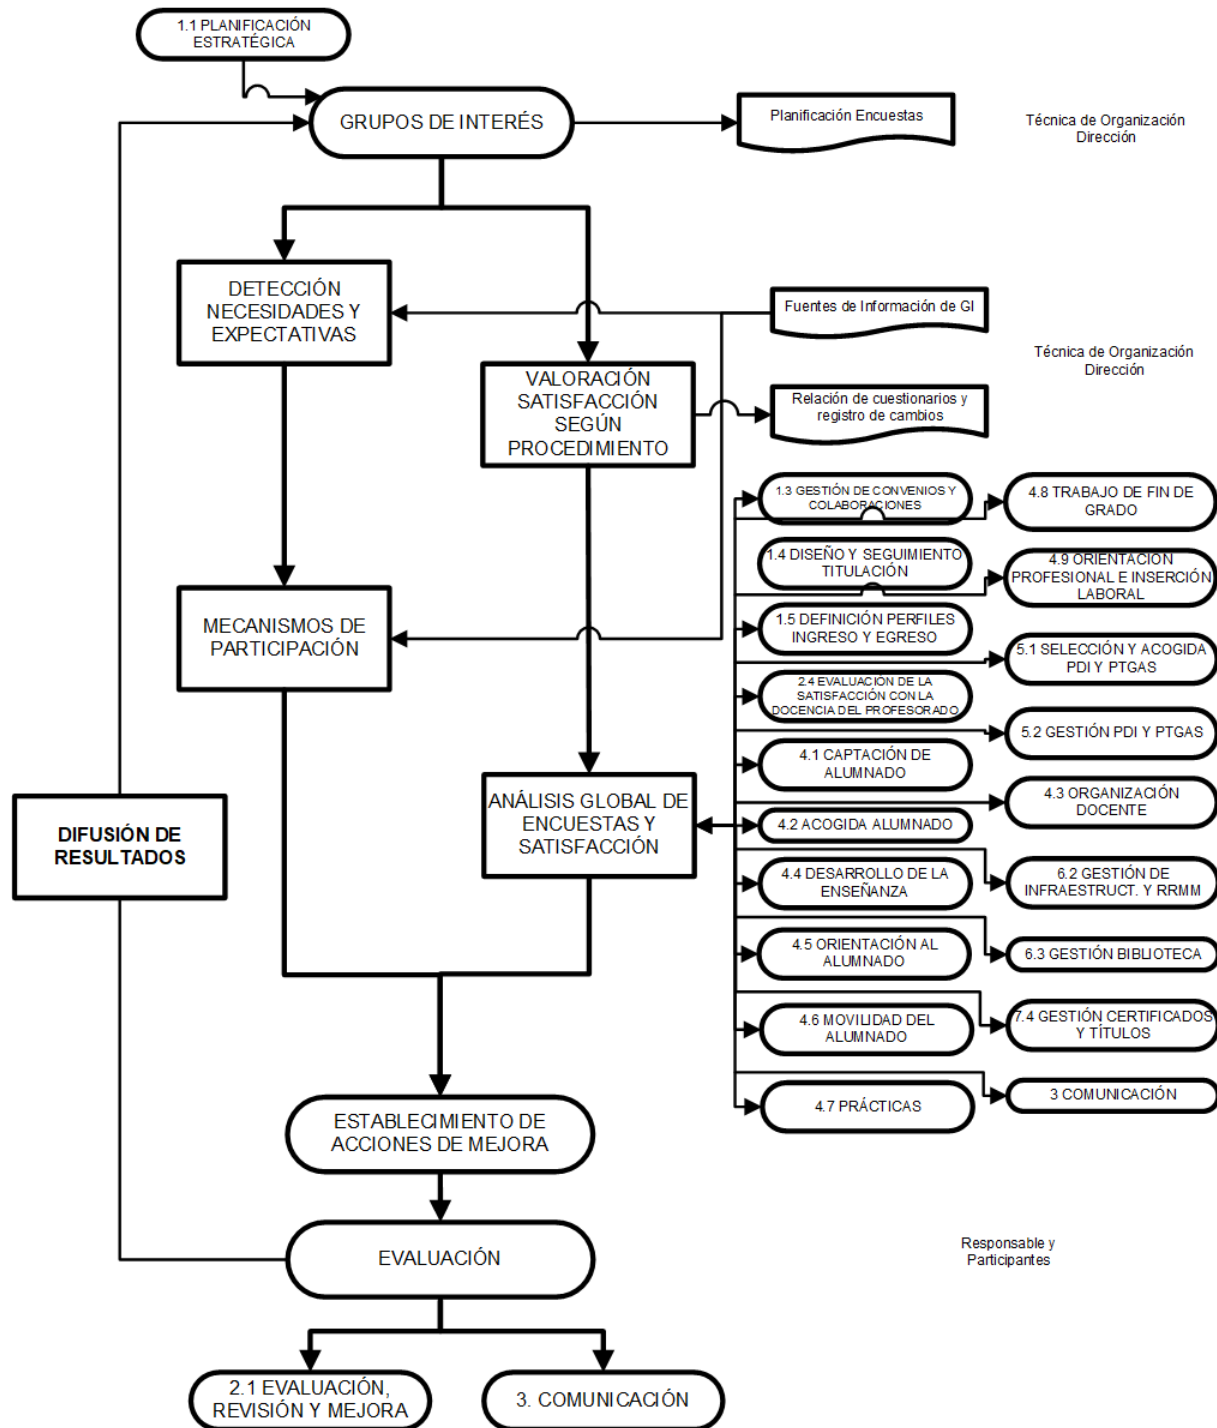 1.1 PLANIFICACIÓN
ESTRATÉGICA
GRUPOS DE INTERÉS
Planificación Encuestas
Técnica de Organización
Dirección
DETECCIÓN
NECESIDADES Y
EXPECTATIVAS
Fuentes de Información de GI
Técnica de Organización
Dirección
VALORACIÓN
SATISFACCIÓN
SEGÚN
PROCEDIMIENTO
Relación de cuestionarios y
registro de cambios
1.3 GESTIÓN DE CONVENIOS Y
COLABORACIONES
4.8 TRABAJO DE FIN DE
GRADO
1.4 DISEÑO Y SEGUIMIENTO
TITULACIÓN
4.9 ORIENTACIÓN
PROFESIONAL E INSERCIÓN
LABORAL
MECANISMOS DE
PARTICIPACIÓN
1.5 DEFINICIÓN PERFILES
INGRESO Y EGRESO
5.1 SELECCIÓN Y ACOGIDA
PDI Y PTGAS
2.4 EVALUACIÓN DE LA
SATISFACCIÓN CON LA
DOCENCIA DEL PROFESORADO
5.2 GESTIÓN PDI Y PTGAS
4.1 CAPTACIÓN DE
ALUMNADO
4.3 ORGANIZACIÓN
DOCENTE
DIFUSIÓN DE
RESULTADOS
ANÁLISIS GLOBAL DE
ENCUESTAS Y
SATISFACCIÓN
4.2 ACOGIDA ALUMNADO
4.4 DESARROLLO DE LA
ENSEÑANZA
6.2 GESTIÓN DE
INFRAESTRUCT. Y RRMM
4.5 ORIENTACIÓN AL
ALUMNADO
6.3 GESTIÓN BIBLIOTECA
4.6 MOVILIDAD DEL
ALUMNADO
7.4 GESTIÓN CERTIFICADOS
Y TÍTULOS
4.7 PRÁCTICAS
3 COMUNICACIÓN
ESTABLECIMIENTO DE
ACCIONES DE MEJORA
EVALUACIÓN
Responsable y
Participantes
2.1 EVALUACIÓN,
REVISIÓN Y MEJORA
3. COMUNICACIÓN